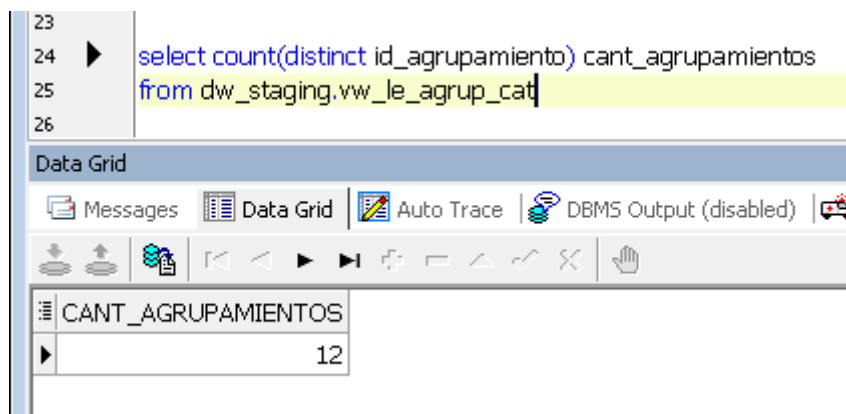 23
24 select count(distinct id_agrupamiento) cant_agrupamientos
25 from dw_staging.vw_le_agrup_cat
26
Data Grid
Messages Data Grid Auto Trace DBMS Output (disabled)
CANT_AGRUPAMIENTOS
12